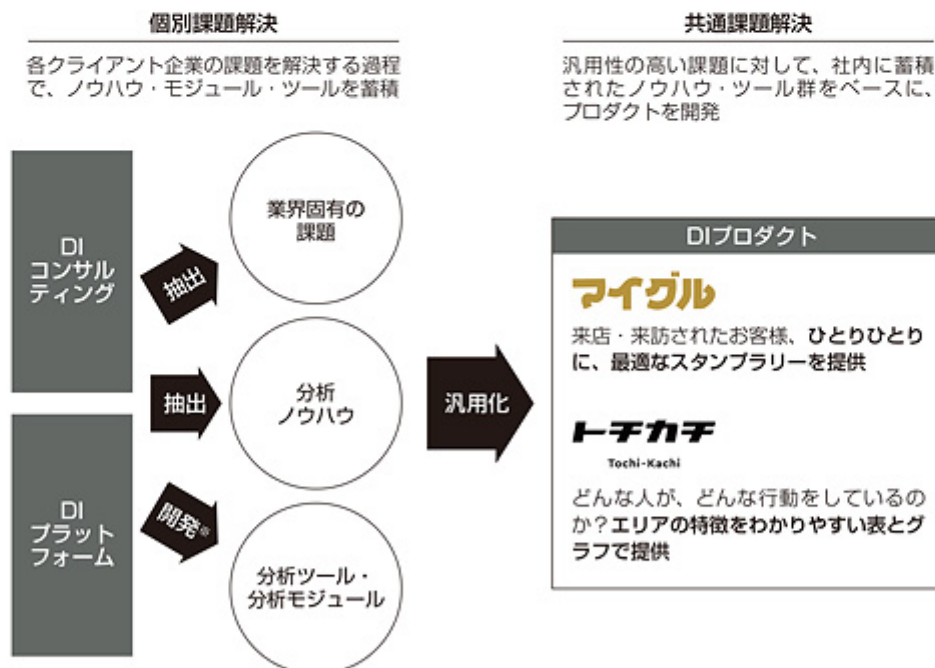 個別課題解決
各クライアント企業の課題を解決する過程
で、ノウハウ・モジュール・ツールを蓄積
DI
コンサル
ティング
DI
プラット
フォーム
抽出
抽出
開発※
業界固有の
課題
分析
ノウハウ
分析ツール・
分析モジュール
汎用化
共通課題解決
汎用性の高い課題に対して、社内に蓄積
されたノウハウ・ツール群をベースに、
プロダクトを開発
DIプロダクト
マイグル
来店・来訪されたお客様、ひとりひとり
に、最適なスタンプラリーを提供
トチカチ
Tochi-Kachi
どんな人が、どんな行動をしているの
か？エリアの特徴をわかりやすい表とグ
ラフで提供